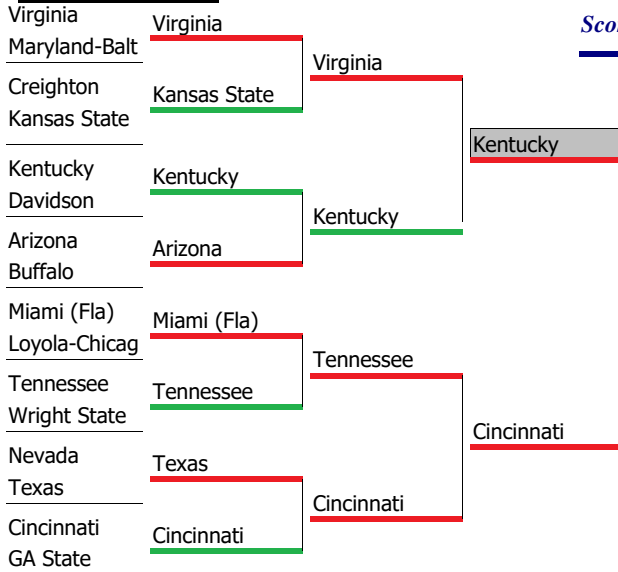 Virginia
Maryland-Balt
Creighton
Kansas State
Kentucky
Davidson
Arizona
Buffalo
Miami (Fla)
Loyola-Chicag
Tennessee
Wright State
Nevada
Texas
Cincinnati
GA State
Virginia
Kansas State
Kentucky
Arizona
Miami (Fla)
Tennessee
Texas
Cincinnati
Virginia
Kentucky
Tennessee
Cincinnati
Kentucky
Cincinnati